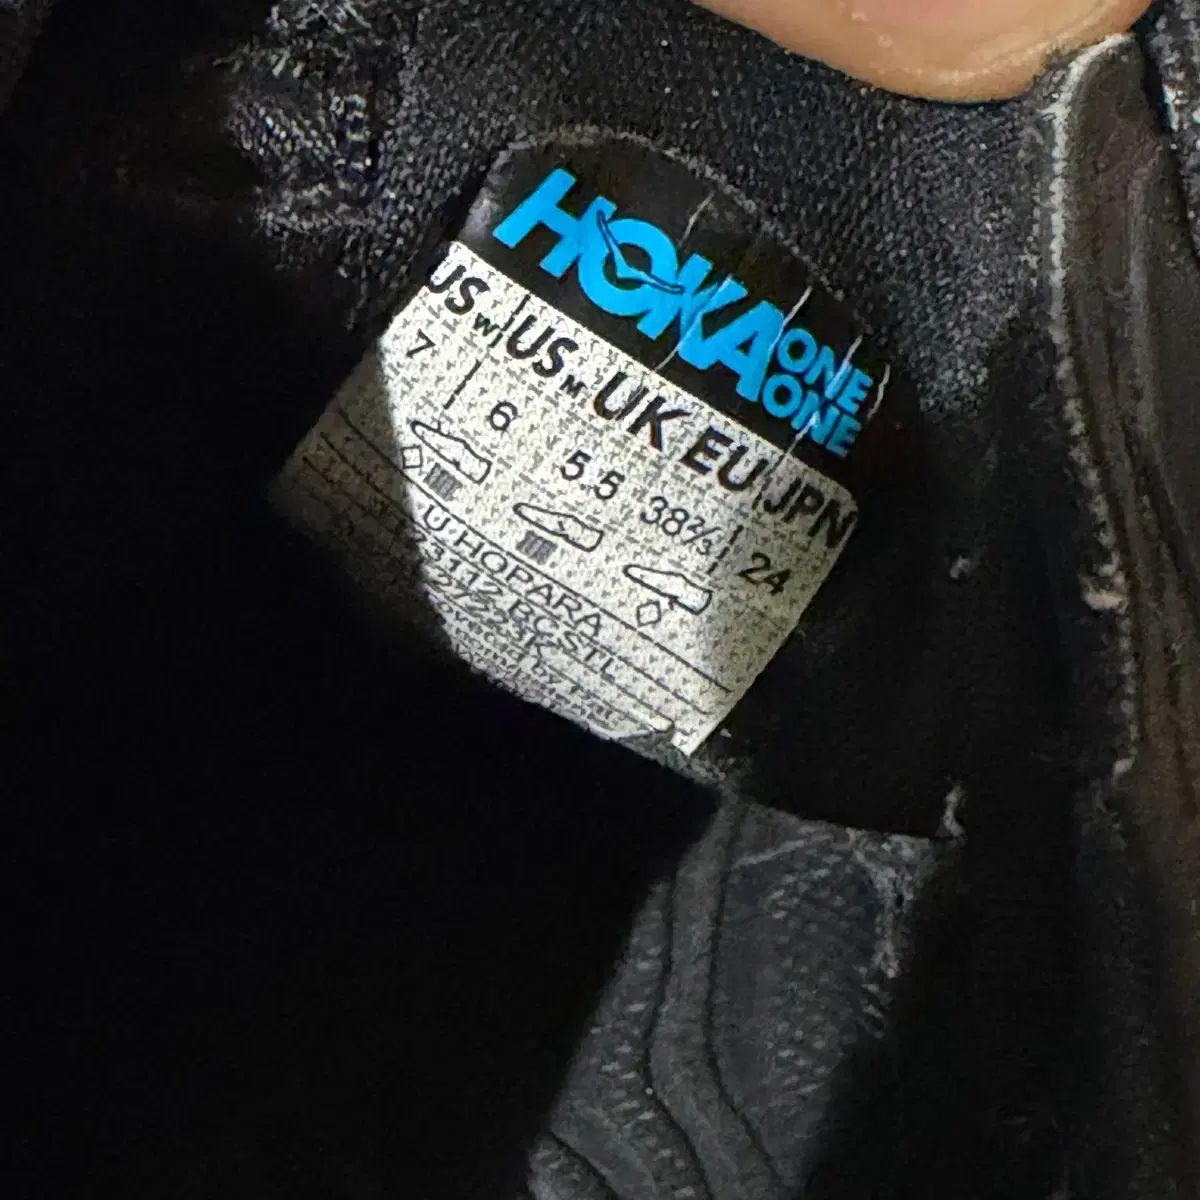 HOKA ONE ONE
US W US M UK EU JPN
7 6 5.5 38⅔ 24
U HOPARA